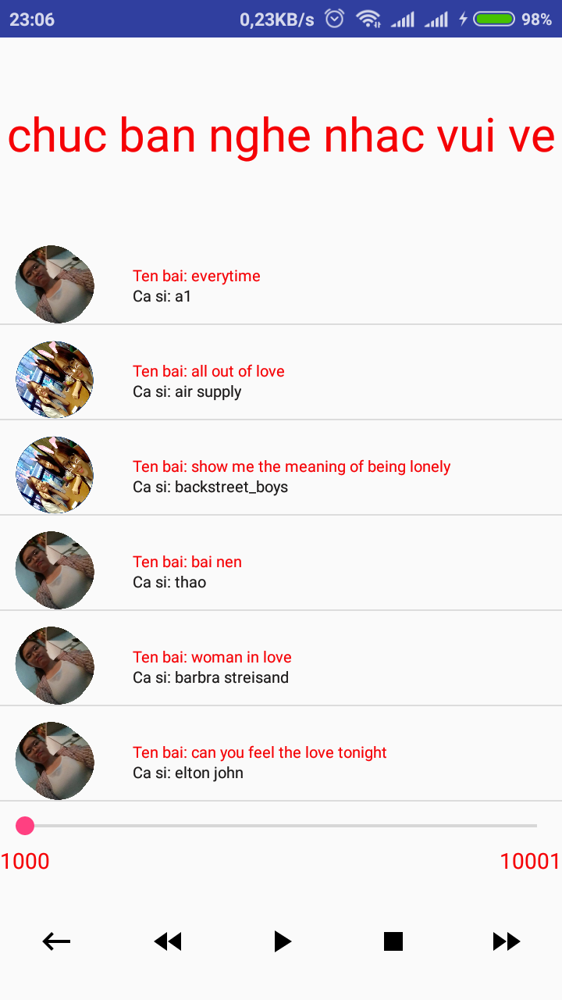 23:06 0,23KB/s 98%
chuc ban nghe nhac vui ve
Ten bai: everytime
Ca si: a1
Ten bai: all out of love
Ca si: air supply
Ten bai: show me the meaning of being lonely
Ca si: backstreet_boys
Ten bai: bai nen
Ca si: thao
Ten bai: woman in love
Ca si: barbra streisand
Ten bai: can you feel the love tonight
Ca si: elton john
1000 10001